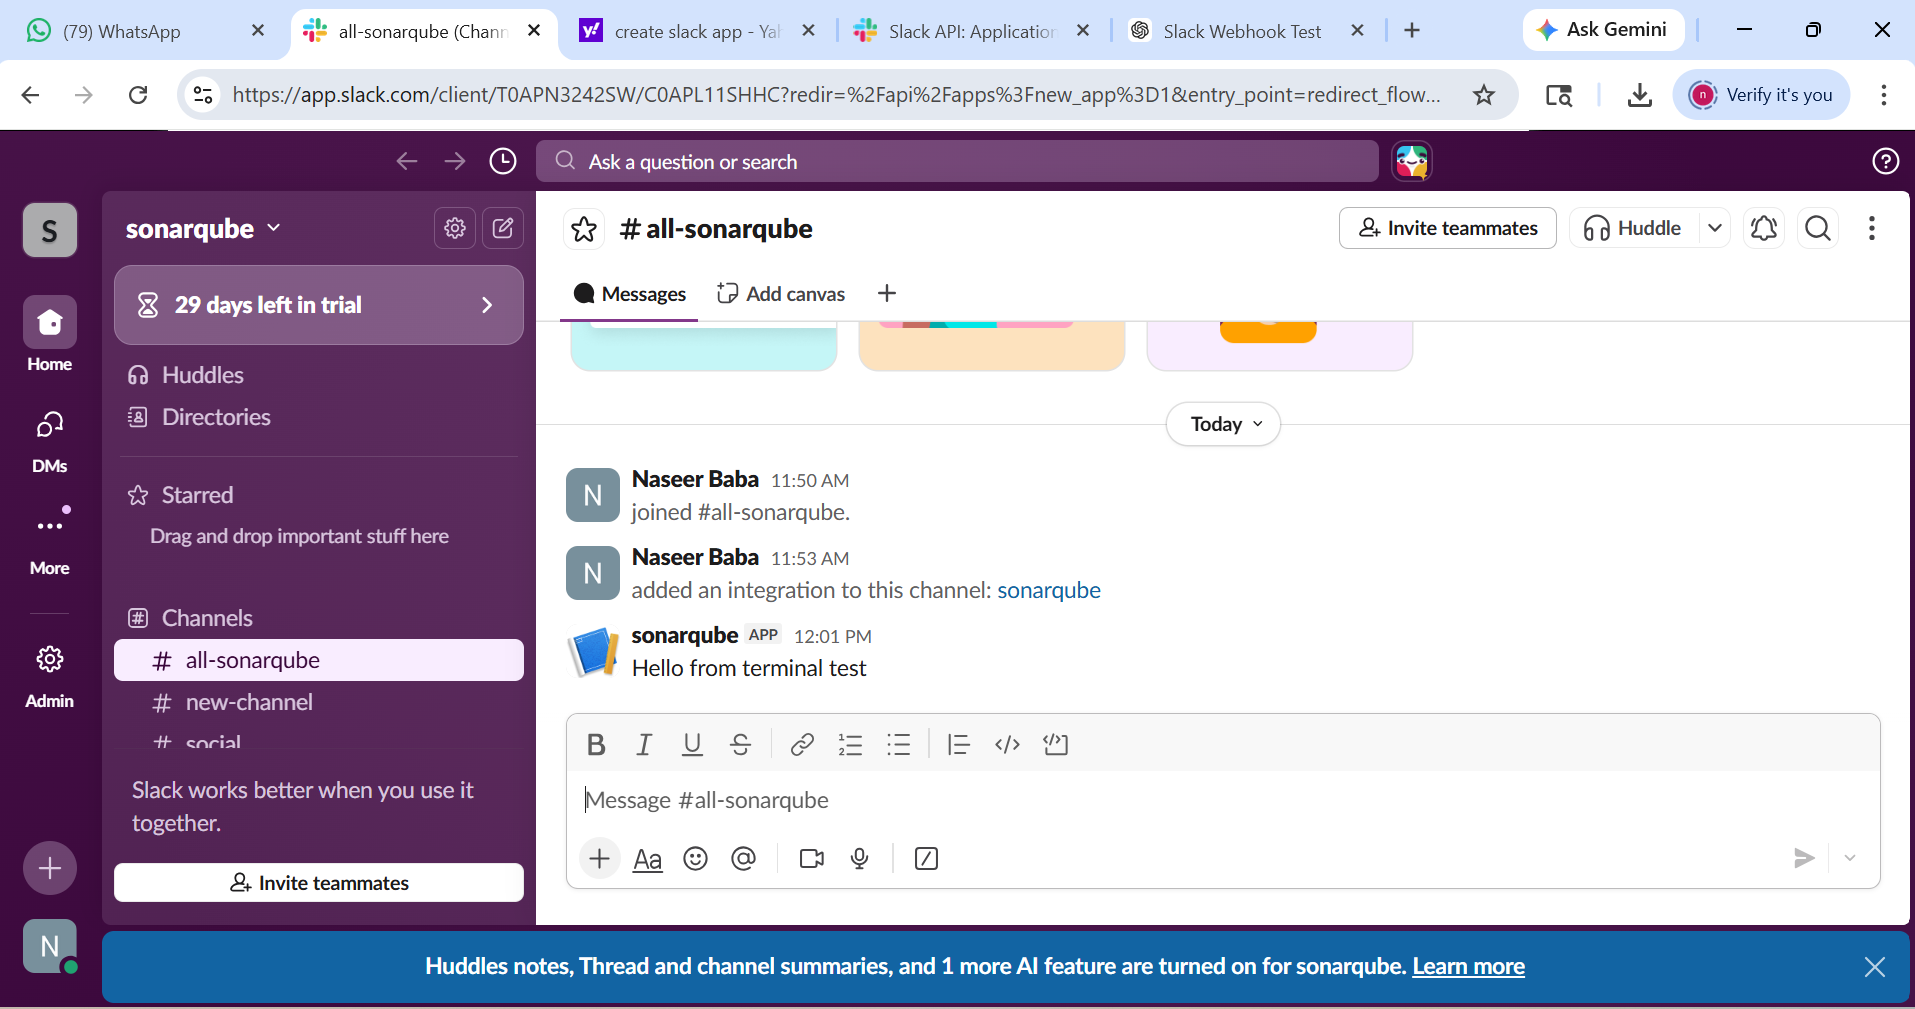 (79) WhatsApp
all-sonarqube (Chann
create slack app - Yah
Slack API: Application
Slack Webhook Test
Ask Gemini
https://app.slack.com/client/T0APN3242SW/C0APL11SHHC?redir=%2Fapi%2Fapps%3Fnew_app%3D1&entry_point=redirect_flow...
n
Verify it's you
Ask a question or search
S
Home
DMs
More
Admin
N
sonarqube
29 days left in trial
Huddles
Directories
Starred
Drag and drop important stuff here
Channels
# all-sonarqube
# new-channel
# social
Slack works better when you use it
together.
Invite teammates
# all-sonarqube
Invite teammates
Huddle
Messages
Add canvas
Today
N
Naseer Baba 11:50 AM
joined #all-sonarqube.
N
Naseer Baba 11:53 AM
added an integration to this channel: sonarqube
sonarqube APP 12:01 PM
Hello from terminal test
B I U S
Message #all-sonarqube
Aa
Huddles notes, Thread and channel summaries, and 1 more AI feature are turned on for sonarqube. Learn more